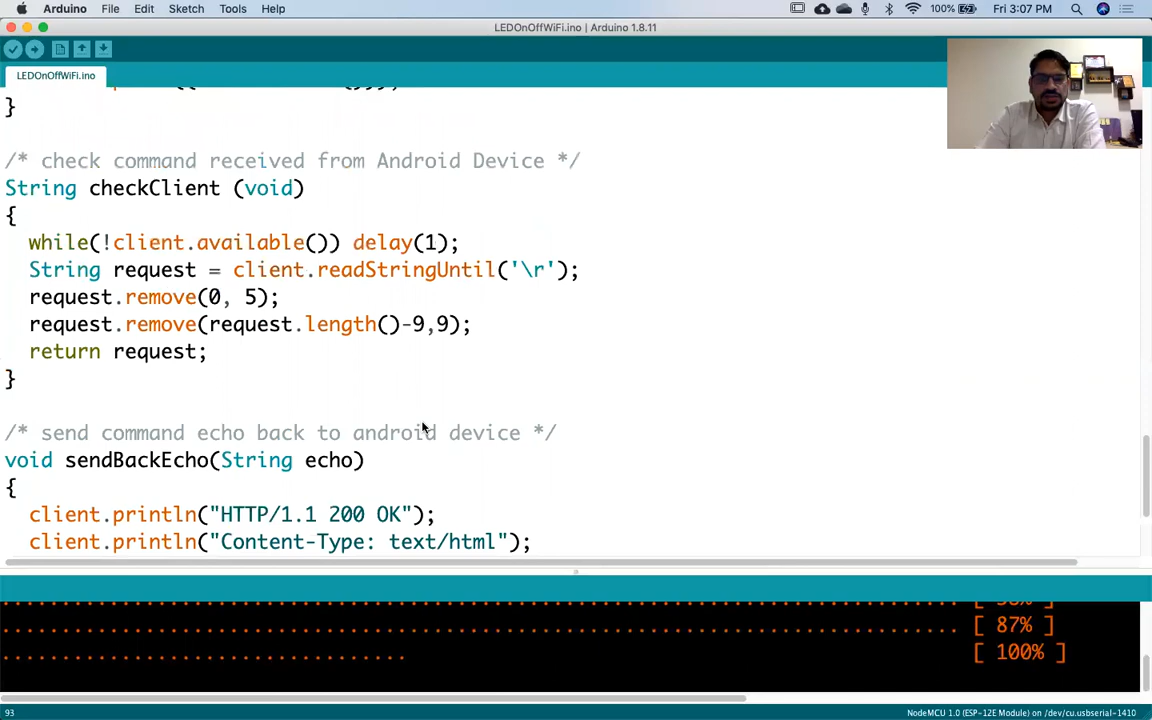 Arduino File Edit Sketch Tools Help 100% Fri 3:07 PM
LEDOnOffWiFi.ino | Arduino 1.8.11
LEDOnOffWiFi.ino
}
/* check command received from Android Device */
String checkClient (void)
{
while(!client.available()) delay(1);
String request = client.readStringUntil('\r');
request.remove(0, 5);
request.remove(request.length()-9,9);
return request;
}
/* send command echo back to android device */
void sendBackEcho(String echo)
{
client.println("HTTP/1.1 200 OK");
client.println("Content-Type: text/html");
................................................................................ [ 87% ]
.................................. [ 100% ]
93 NodeMCU 1.0 (ESP-12E Module) on /dev/cu.usbserial-1410